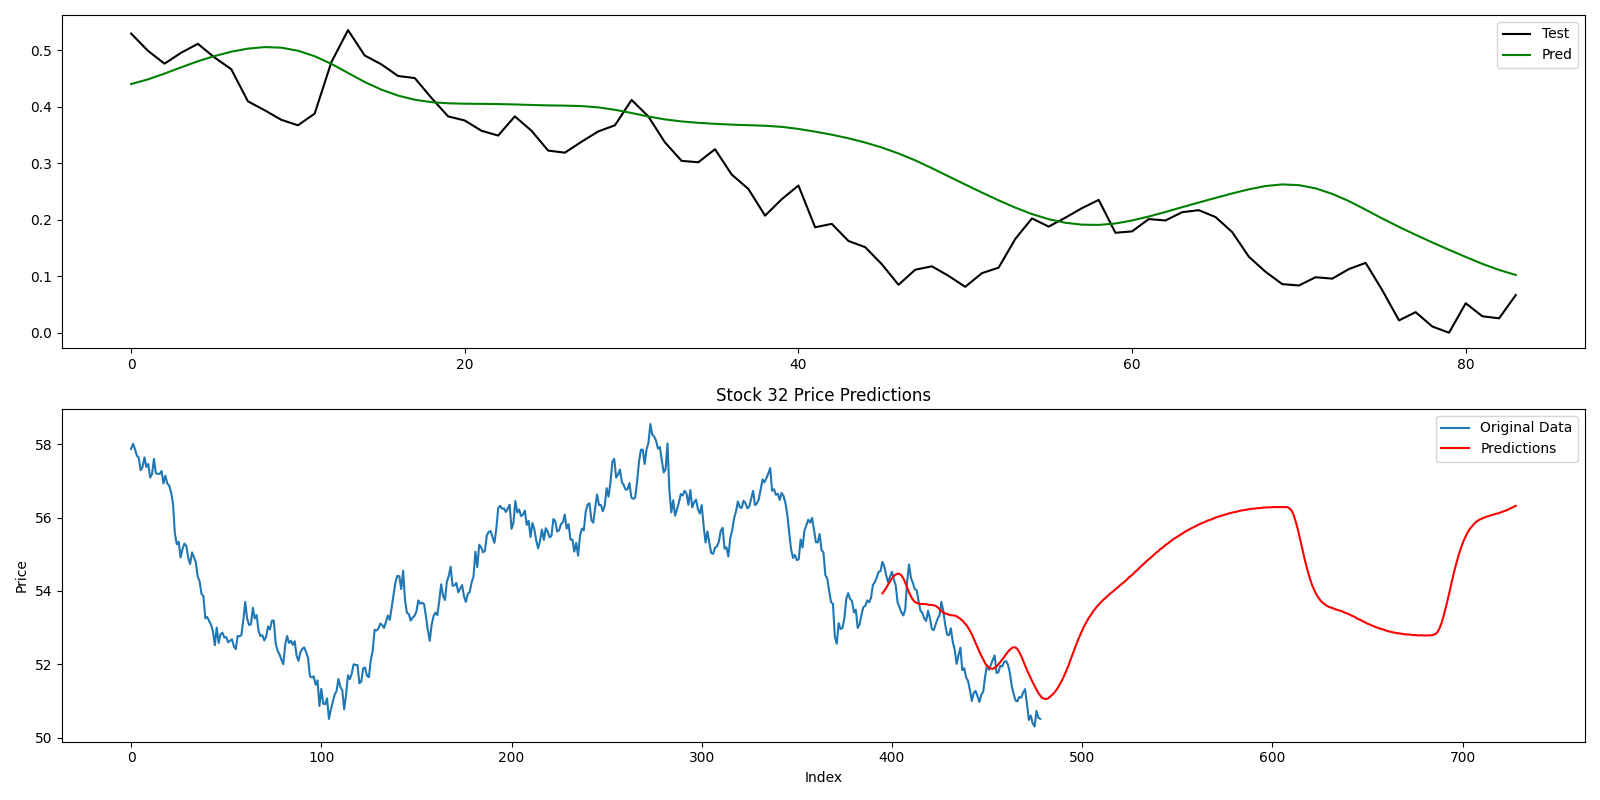 Test
Pred
0.5
0.4
0.3
0.2
0.1
0.0
0 20 40 60 80
Stock 32 Price Predictions
Original Data
Predictions
Price
58
56
54
52
50
0 100 200 300 400 500 600 700
Index